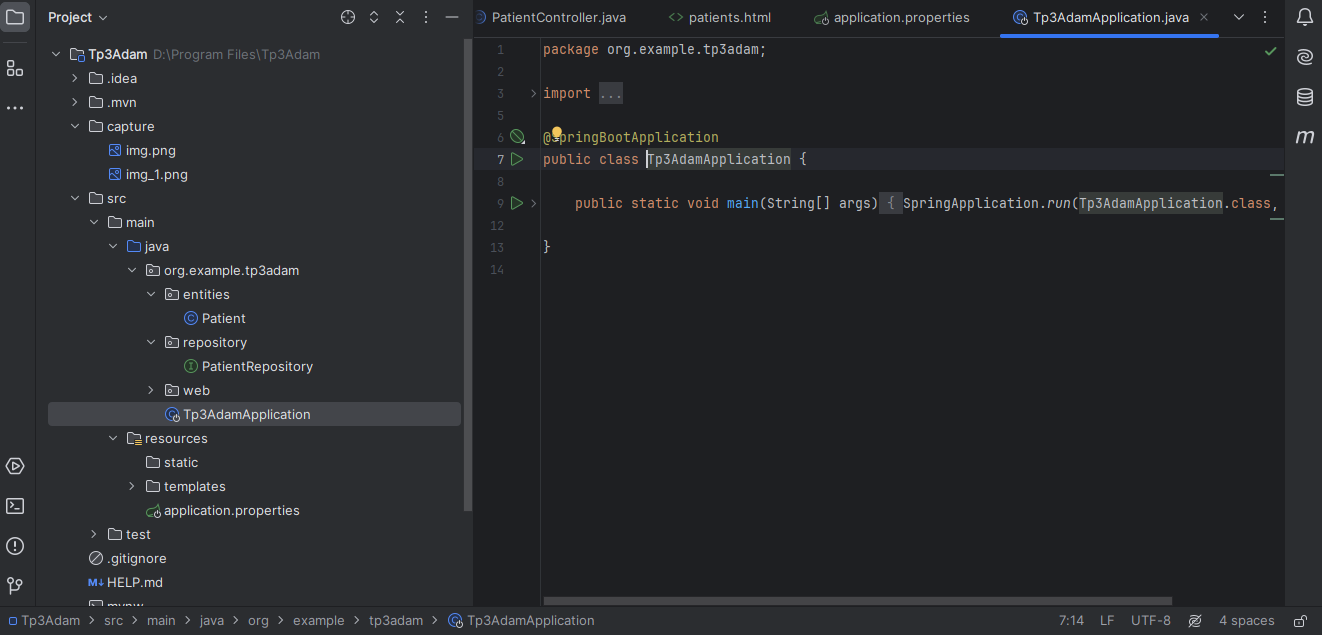 Project
Tp3Adam D:\Program Files\Tp3Adam
.idea
.mvn
capture
img.png
img_1.png
src
main
java
org.example.tp3adam
entities
Patient
repository
PatientRepository
web
Tp3AdamApplication
resources
static
templates
application.properties
test
.gitignore
M↓ HELP.md
PatientController.java patients.html application.properties Tp3AdamApplication.java
1 package org.example.tp3adam;
2
3 import ...
5
6 @SpringBootApplication
7 public class Tp3AdamApplication {
8
9 public static void main(String[] args) { SpringApplication.run(Tp3AdamApplication.class,
12
13 }
14
m
Tp3Adam > src > main > java > org > example > tp3adam > Tp3AdamApplication 7:14 LF UTF-8 4 spaces